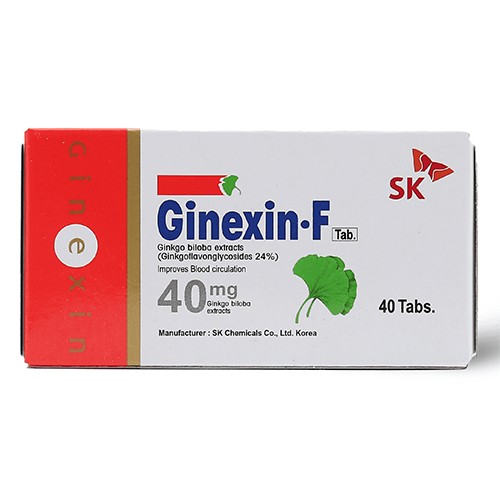 Ginexin
SK
Ginexin·F Tab.
Ginkgo biloba extracts
(Ginkgoflavonglycosides 24%)
Improves Blood circulation
40mg Ginkgo biloba
extracts
40 Tabs.
Manufacturer : SK Chemicals Co., Ltd. Korea